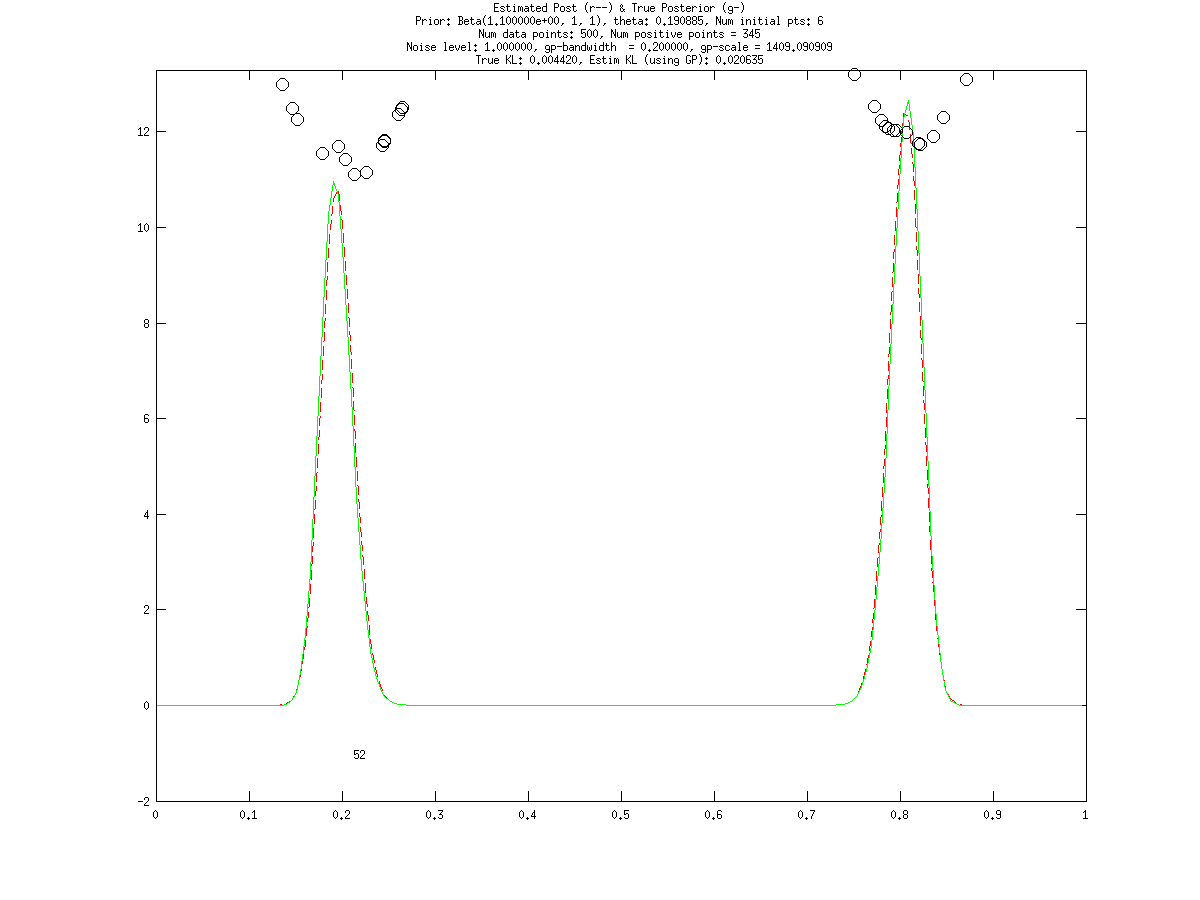 Estimated Post (r--) & True Posterior (g-)
Prior: Beta(1.100000e+00, 1, 1), theta: 0.190885, Num initial pts: 6
Num data points: 500, Num positive points = 345
Noise level: 1.000000, gp-bandwidth  = 0.200000, gp-scale = 1409.090909
True KL: 0.004420, Estim KL (using GP): 0.020635
12
10
8
6
4
2
0
52
-2
0 0.1 0.2 0.3 0.4 0.5 0.6 0.7 0.8 0.9 1